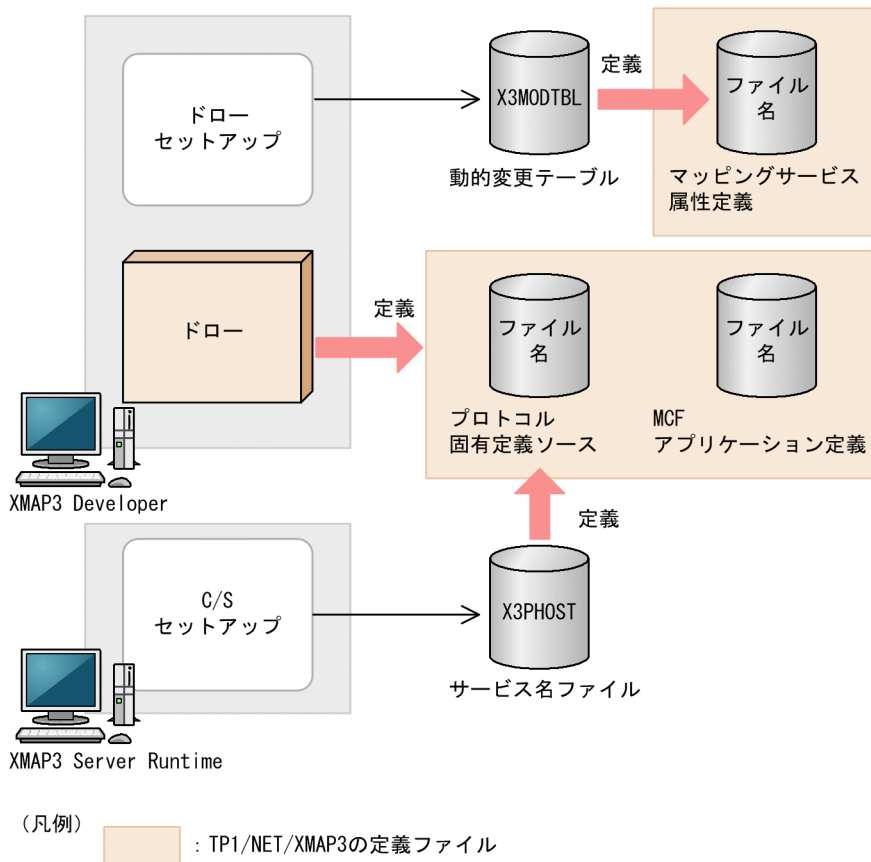 ドロー
セットアップ
X3MODTBL
動的変更テーブル
定義
ファイル
名
マッピングサービス
属性定義
ドロー
定義
ファイル
名
プロトコル
固有定義ソース
ファイル
名
MCF
アプリケーション定義
XMAP3 Developer
定義
C/S
セットアップ
X3PHOST
サービス名ファイル
XMAP3 Server Runtime
(凡例)
：TP1/NET/XMAP3の定義ファイル